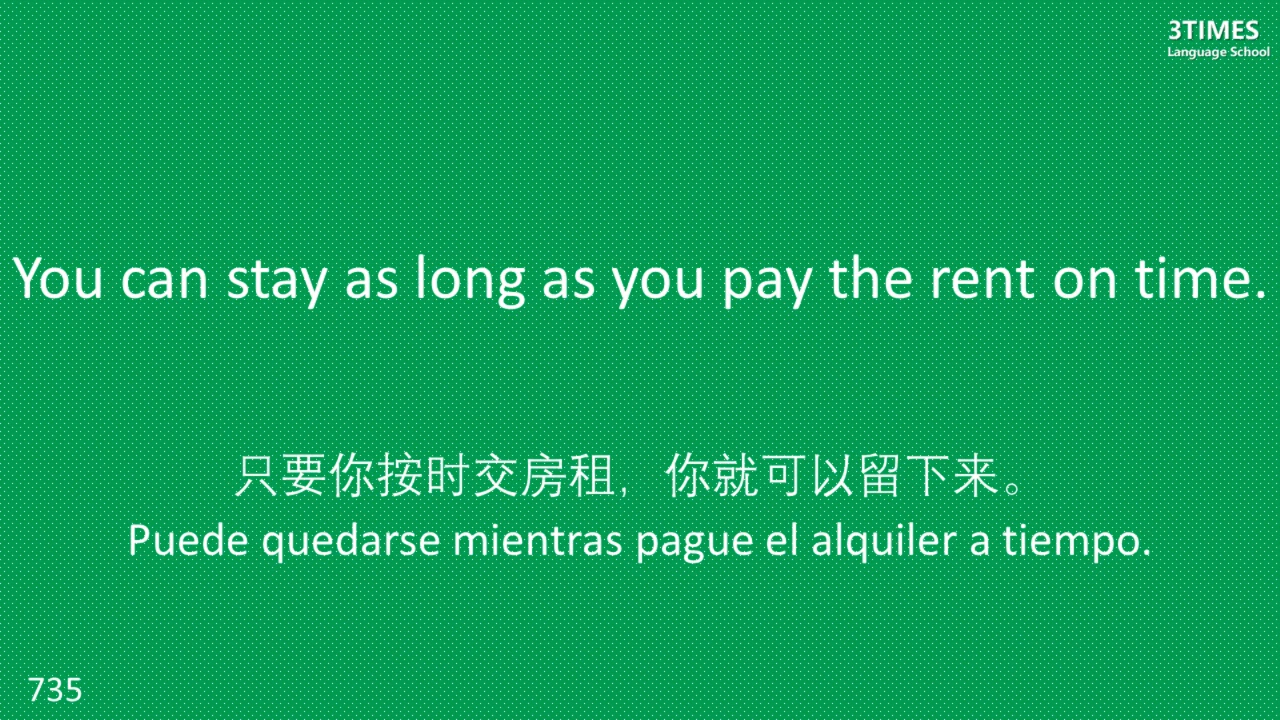 3TIMES
Language School
You can stay as long as you pay the rent on time.
只要你按时交房租，你就可以留下来。
Puede quedarse mientras pague el alquiler a tiempo.
735